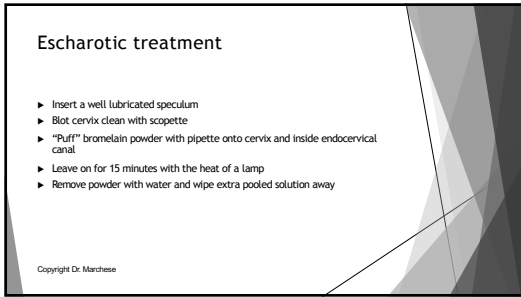 Escharotic treatment
Insert a well lubricated speculum
Blot cervix clean with scopette
“Puff” bromelain powder with pipette onto cervix and inside endocervical
canal
Leave on for 15 minutes with the heat of a lamp
Remove powder with water and wipe extra pooled solution away
Copyright Dr. Marchese